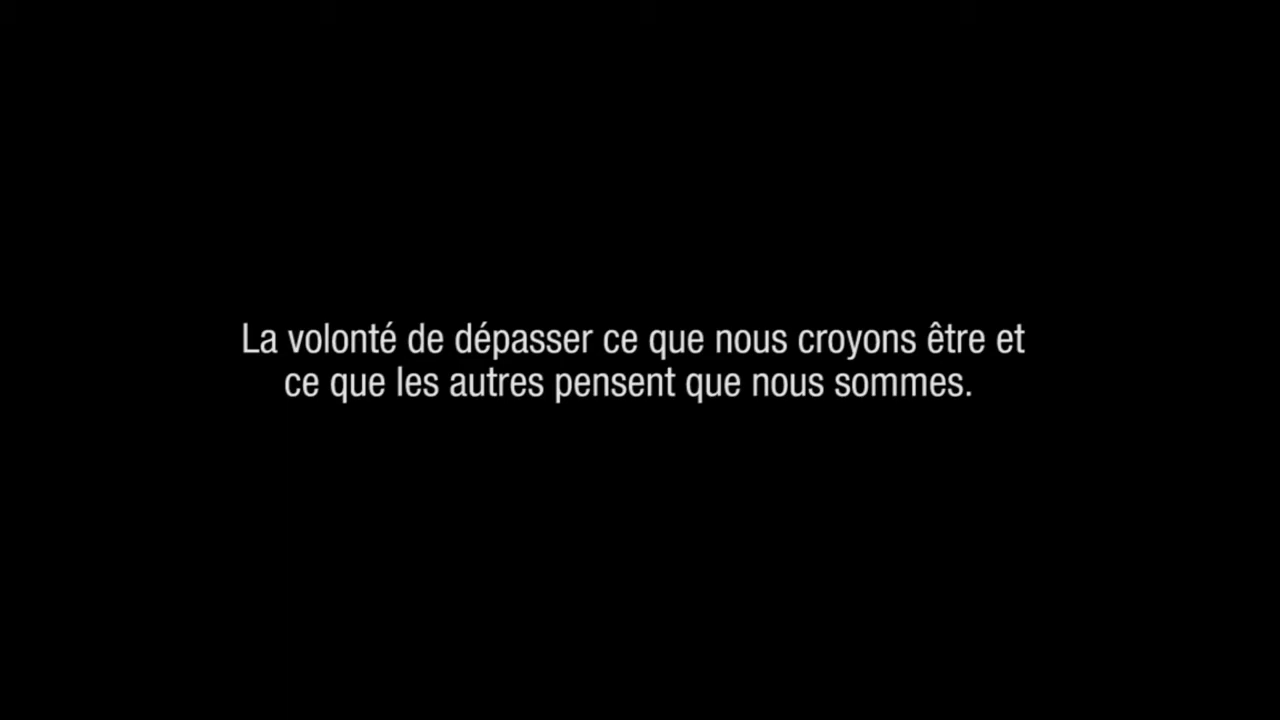 La volonté de dépasser ce que nous croyons être et
ce que les autres pensent que nous sommes.